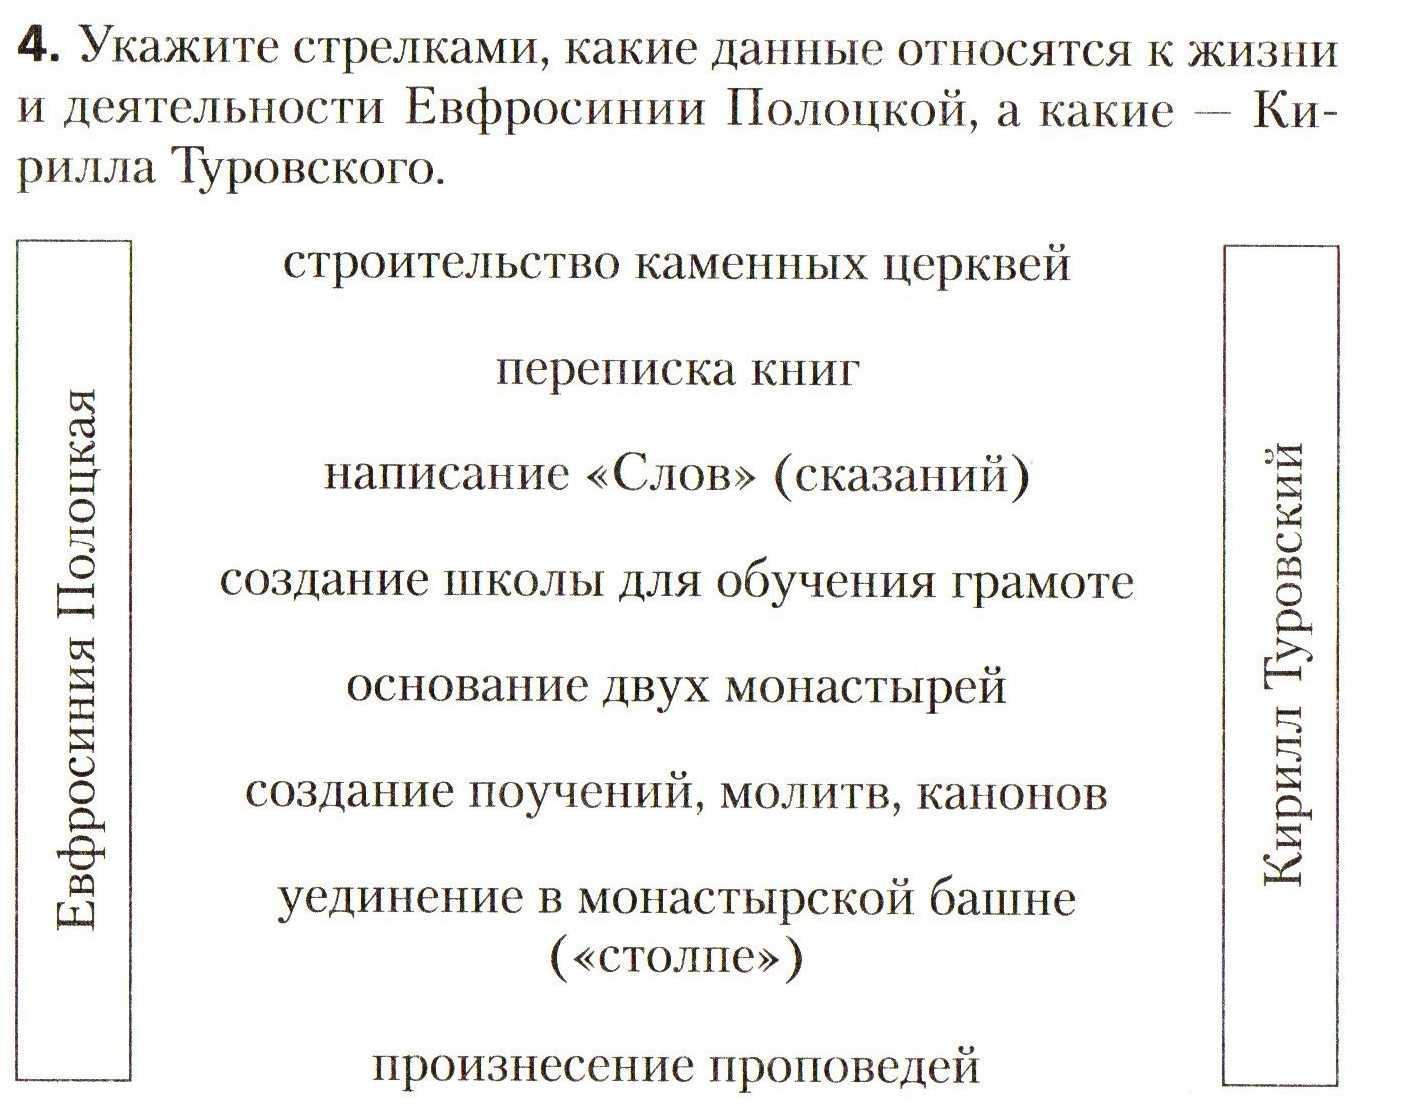 4. Укажите стрелками, какие данные относятся к жизни
и деятельности Евфросинии Полоцкой, а какие — Ки-
рилла Туровского.
Евфросиния Полоцкая
строительство каменных церквей
переписка книг
написание «Слов» (сказаний)
создание школы для обучения грамоте
основание двух монастырей
создание поучений, молитв, канонов
уединение в монастырской башне
(«столпе»)
произнесение проповедей
Кирилл Туровский